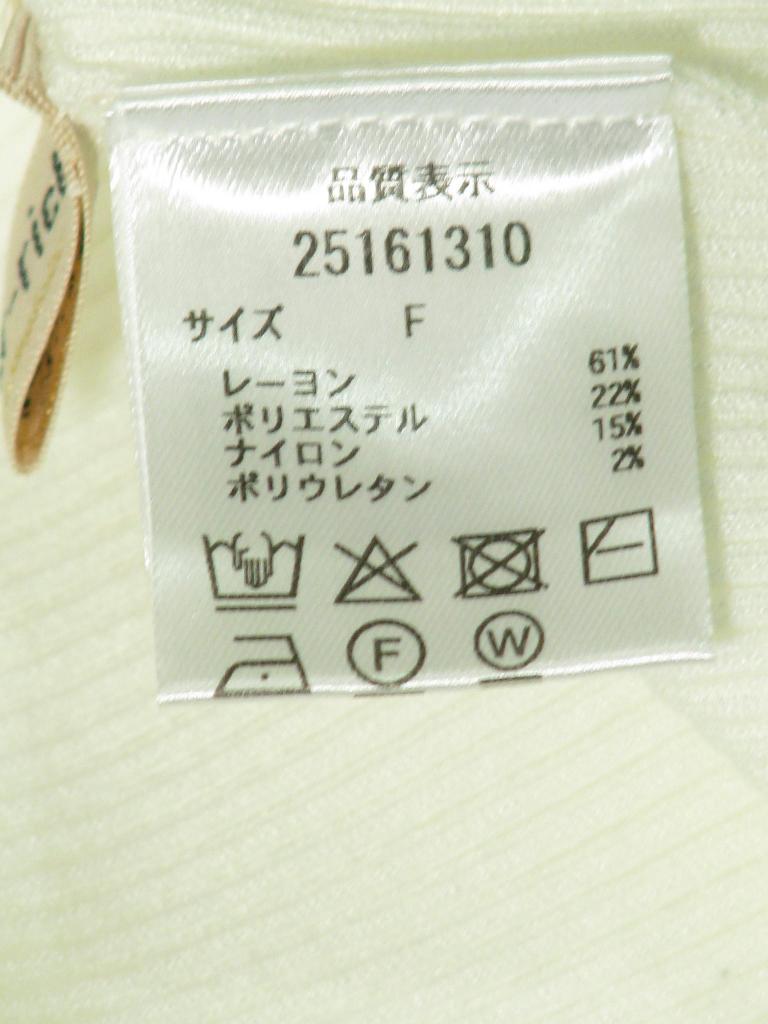 品質表示
25161310
サイズ F
レーヨン 61%
ポリエステル 22%
ナイロン 15%
ポリウレタン 2%
F W